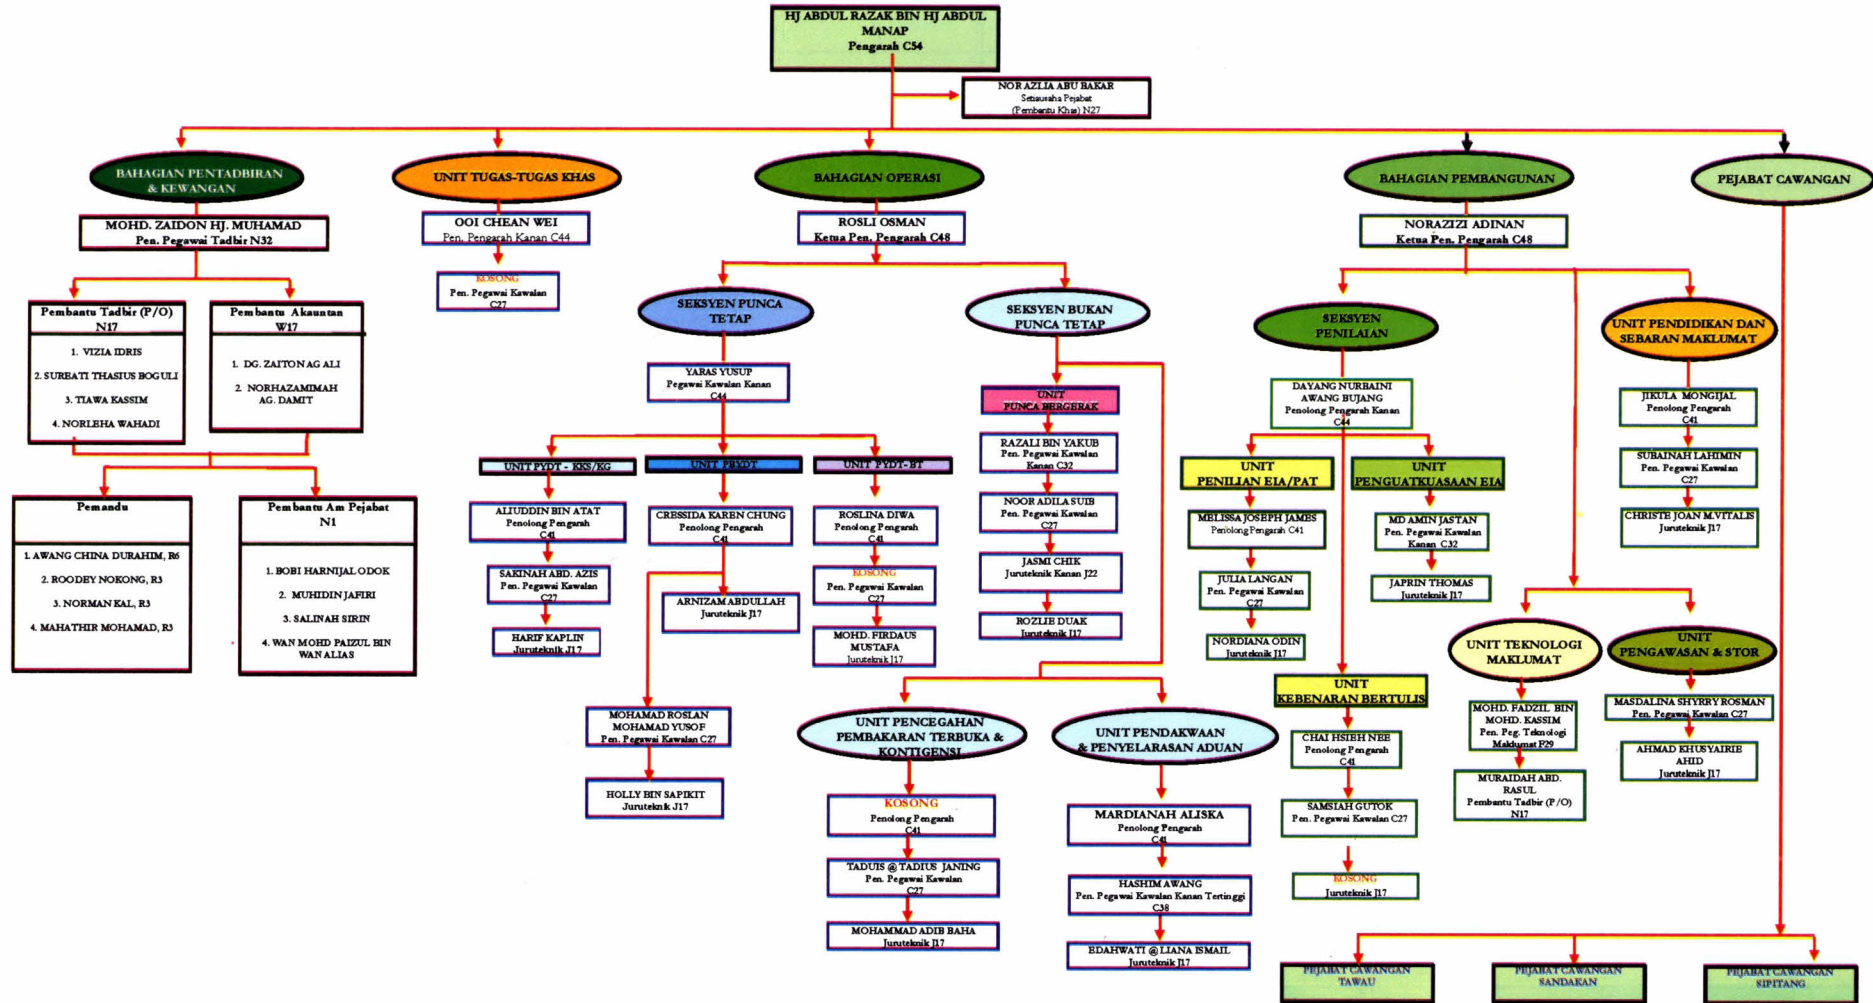 HJ ABDUL RAZAK BIN HJ ABDUL
MANAP
Pengarah C54
NOR AZLIA ABU BAKAR
Setiausaha Pejabat
(Pembantu Khas) N27
BAHAGIAN PENTADBIRAN
& KEWANGAN
MOHD. ZAIDON HJ. MUHAMAD
Pen. Pegawai Tadbir N32
Pembantu Tadbir (P/O)
N17
1. VIZIA IDRIS
2. SUREATI THASIUS BOGULI
3. TIAWA KASSIM
4. NORLEHA WAHADI
Pembantu Akauntan
W17
1. DG. ZAITON AG ALI
2. NORHAZAMIMAH
AG. DAMIT
Pemandu
1. AWANG CHINA DURAHIM, R6
2. ROODEY NOKONG, R3
3. NORMAN KAL, R3
4. MAHATHIR MOHAMAD, R3
Pembantu Am Pejabat
N1
1. BOBI HARNIJAL ODOK
2. MUHIDIN JAFIRI
3. SALINAH SIRIN
4. WAN MOHD PAIZUL BIN
WAN ALIAS
UNIT TUGAS-TUGAS KHAS
OOI CHEAN WEI
Pen. Pengarah Kanan C44
KOSONG
Pen. Pegawai Kawalan
C27
BAHAGIAN OPERASI
ROSLI OSMAN
Ketua Pen. Pengarah C48
SEKSYEN PUNCA
TETAP
YARAS YUSUP
Pegawai Kawalan Kanan
C44
UNIT PYDT - KKS/KG
ALIUDDIN BIN ATAT
Penolong Pengarah
C41
SAKINAH ABD. AZIS
Pen. Pegawai Kawalan
C27
HARIF KAPLIN
Juruteknik J17
UNIT PBYDT
CRESSIDA KAREN CHUNG
Penolong Pengarah
C41
ARNIZAM ABDULLAH
Juruteknik J17
MOHAMAD ROSLAN
MOHAMAD YUSOF
Pen. Pegawai Kawalan C27
HOLLY BIN SAPIKIT
Juruteknik J17
UNIT PYDT- BT
ROSLINA DIWA
Penolong Pengarah
C41
KOSONG
Pen. Pegawai Kawalan
C27
MOHD. FIRDAUS
MUSTAFA
Juruteknik J17
SEKSYEN BUKAN
PUNCA TETAP
UNIT
PUNCA BERGERAK
RAZALI BIN YAKUB
Pen. Pegawai Kawalan
Kanan C32
NOOR ADILA SUIB
Pen. Pegawai Kawalan
C27
JASMI CHIK
Juruteknik Kanan J22
ROZLIE DUAK
Juruteknik J17
UNIT PENCEGAHAN
PEMBAKARAN TERBUKA &
KONTIGENSI
KOSONG
Penolong Pengarah
C41
TADUIS @ TADIUS JANING
Pen. Pegawai Kawalan
C27
MOHAMMAD ADIB BAHA
Juruteknik J17
UNIT PENDAKWAAN
& PENYELARASAN ADUAN
MARDIANAH ALISKA
Penolong Pengarah
C41
HASHIM AWANG
Pen. Pegawai Kawalan Kanan Tertinggi
C38
EDAHWATI @ LIANA ISMAIL
Juruteknik J17
BAHAGIAN PEMBANGUNAN
NORAZIZI ADINAN
Ketua Pen. Pengarah C48
SEKSYEN
PENILAIAN
DAYANG NURBAINI
AWANG BUJANG
Penolong Pengarah Kanan
C44
UNIT
PENILIAN EIA/PAT
MELISSA JOSEPH JAMES
Penolong Pengarah C41
JULIA LANGAN
Pen. Pegawai Kawalan
C27
NORDIANA ODIN
Juruteknik J17
UNIT
PENGUATKUASAAN EIA
MD AMIN JASTAN
Pen. Pegawai Kawalan
Kanan C32
JAPRIN THOMAS
Juruteknik J17
UNIT
KEBENARAN BERTULIS
CHAI HSIEH NEE
Penolong Pengarah
C41
SAMSIAH GUTOK
Pen. Pegawai Kawalan C27
KOSONG
Juruteknik J17
UNIT PENDIDIKAN DAN
SEBARAN MAKLUMAT
JIKULA MONGIJAL
Penolong Pengarah
C41
SUBAINAH LAHIMIN
Pen. Pegawai Kawalan
C27
CHRISTE JOAN M.VITALIS
Juruteknik J17
UNIT TEKNOLOGI
MAKLUMAT
MOHD. FADZIL BIN
MOHD. KASSIM
Pen. Peg. Teknologi
Maklumat F29
MURAIDAH ABD.
RASUL
Pembantu Tadbir (P/O)
N17
UNIT
PENGAWASAN & STOR
MASDALINA SHYRRY ROSMAN
Pen. Pegawai Kawalan C27
AHMAD KHUSYAIRIE
AHID
Juruteknik J17
PEJABAT CAWANGAN
PEJABAT CAWANGAN
TAWAU
PEJABAT CAWANGAN
SANDAKAN
PEJABAT CAWANGAN
SIPITANG